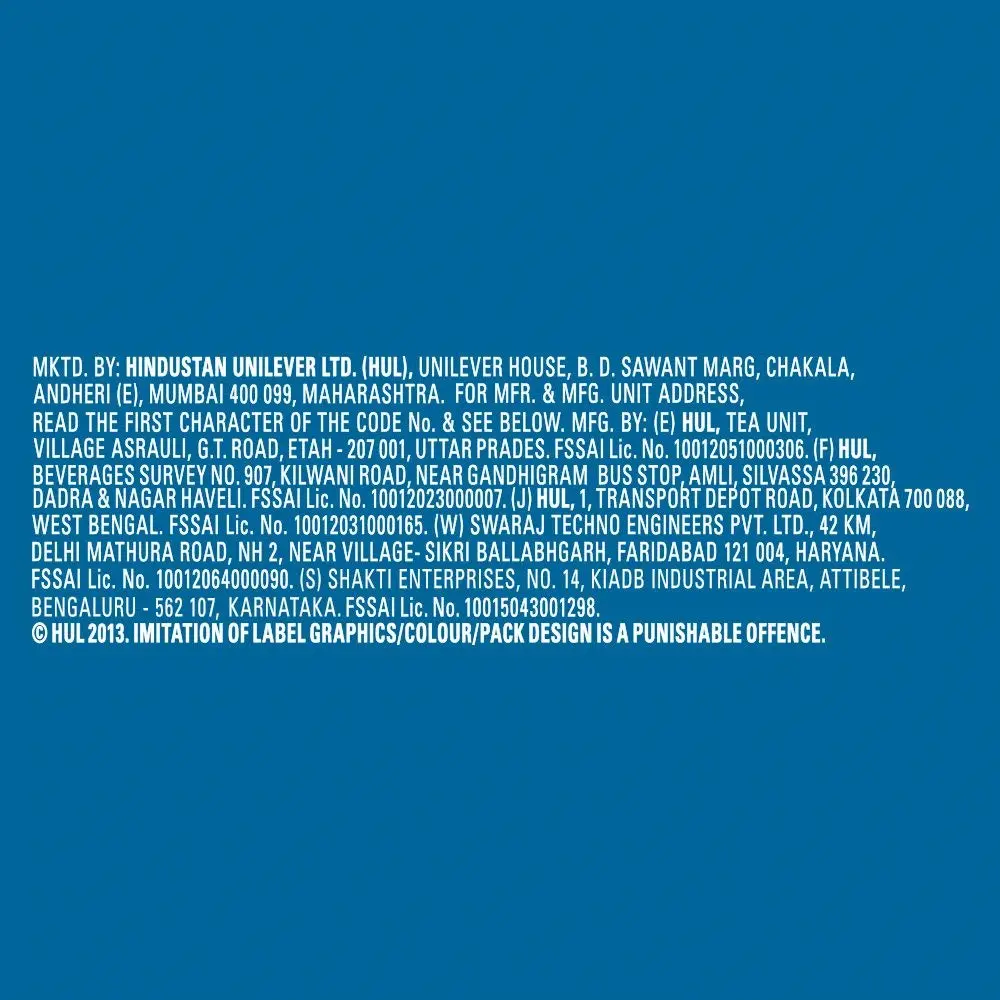 MKTD. BY: HINDUSTAN UNILEVER LTD. (HUL), UNILEVER HOUSE, B. D. SAWANT MARG, CHAKALA,
ANDHERI (E), MUMBAI 400 099, MAHARASHTRA. FOR MFR. & MFG. UNIT ADDRESS,
READ THE FIRST CHARACTER OF THE CODE No. & SEE BELOW. MFG. BY: (E) HUL, TEA UNIT,
VILLAGE ASRAULI, G.T. ROAD, ETAH - 207 001, UTTAR PRADES. FSSAI Lic. No. 10012051000306. (F) HUL,
BEVERAGES SURVEY NO. 907, KILWANI ROAD, NEAR GANDHIGRAM BUS STOP, AMLI, SILVASSA 396 230,
DADRA & NAGAR HAVELI. FSSAI Lic. No. 10012023000007. (J) HUL, 1, TRANSPORT DEPOT ROAD, KOLKATA 700 088,
WEST BENGAL. FSSAI Lic. No. 10012031000165. (W) SWARAJ TECHNO ENGINEERS PVT. LTD., 42 KM,
DELHI MATHURA ROAD, NH 2, NEAR VILLAGE- SIKRI BALLABHGARH, FARIDABAD 121 004, HARYANA.
FSSAI Lic. No. 10012064000090. (S) SHAKTI ENTERPRISES, NO. 14, KIADB INDUSTRIAL AREA, ATTIBELE,
BENGALURU - 562 107, KARNATAKA. FSSAI Lic. No. 10015043001298.
© HUL 2013. IMITATION OF LABEL GRAPHICS/COLOUR/PACK DESIGN IS A PUNISHABLE OFFENCE.